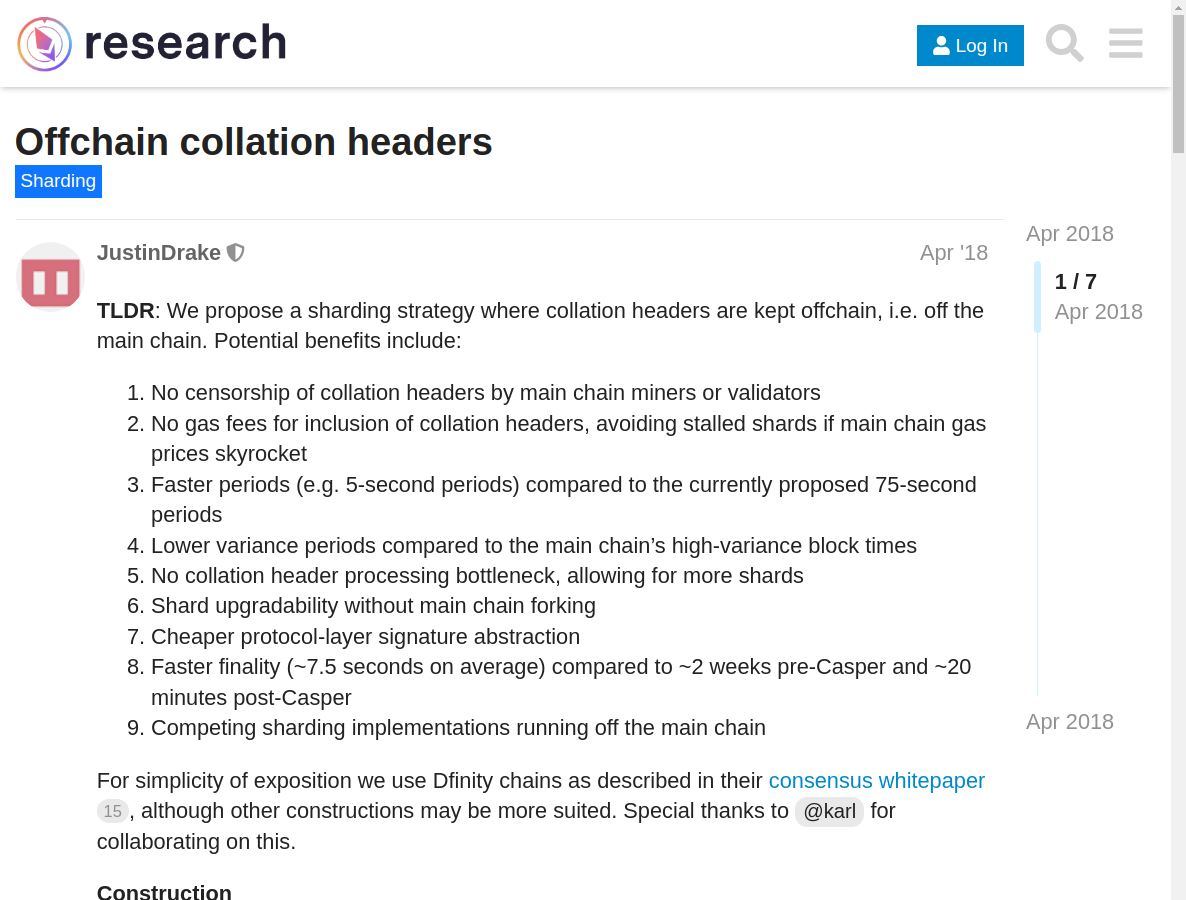 research
Log In
Offchain collation headers
Sharding
JustinDrake
Apr '18
Apr 2018
1 / 7
Apr 2018
TLDR: We propose a sharding strategy where collation headers are kept offchain, i.e. off the
main chain. Potential benefits include:
1. No censorship of collation headers by main chain miners or validators
2. No gas fees for inclusion of collation headers, avoiding stalled shards if main chain gas
prices skyrocket
3. Faster periods (e.g. 5-second periods) compared to the currently proposed 75-second
periods
4. Lower variance periods compared to the main chain’s high-variance block times
5. No collation header processing bottleneck, allowing for more shards
6. Shard upgradability without main chain forking
7. Cheaper protocol-layer signature abstraction
8. Faster finality (~7.5 seconds on average) compared to ~2 weeks pre-Casper and ~20
minutes post-Casper
9. Competing sharding implementations running off the main chain
Apr 2018
For simplicity of exposition we use Dfinity chains as described in their consensus whitepaper
15, although other constructions may be more suited. Special thanks to @karl for
collaborating on this.
Construction